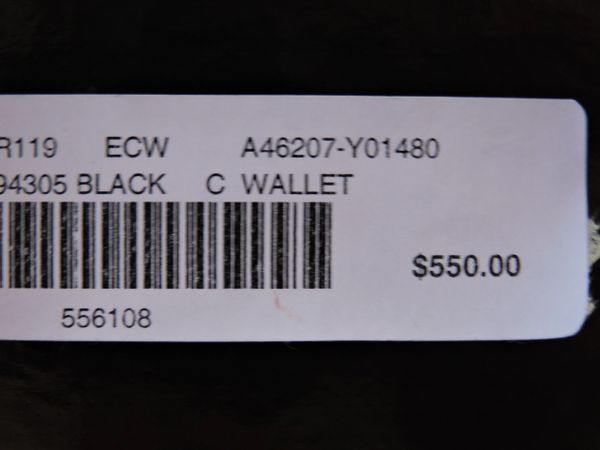 R119 ECW A46207-Y01480
94305 BLACK C WALLET
$550.00
556108